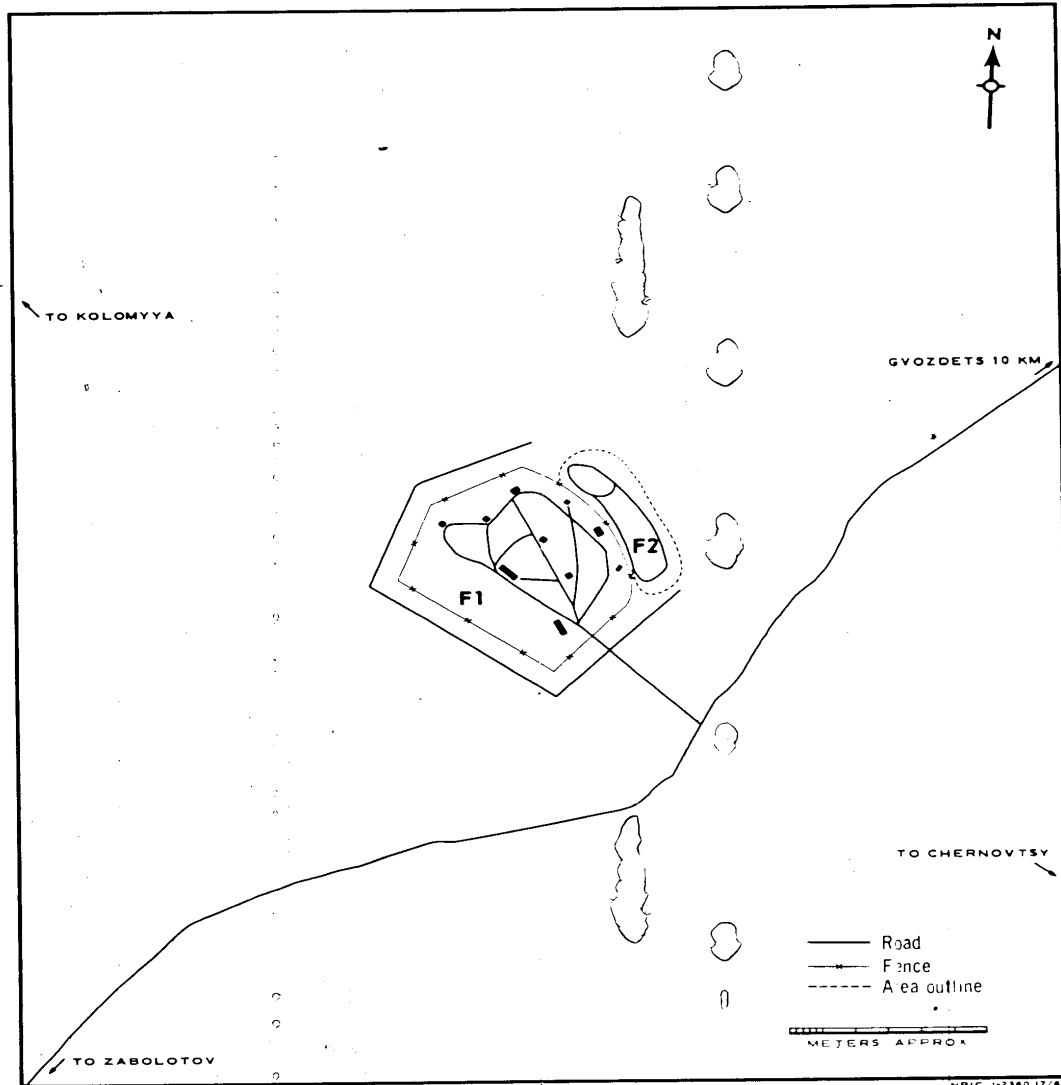 N
TO KOLOMYYA
GVOZDETS 10 KM
F2
F1
TO CHERNOVTSY
Road
Fence
Area outline
METERS APPROX
TO ZABOLOTOV